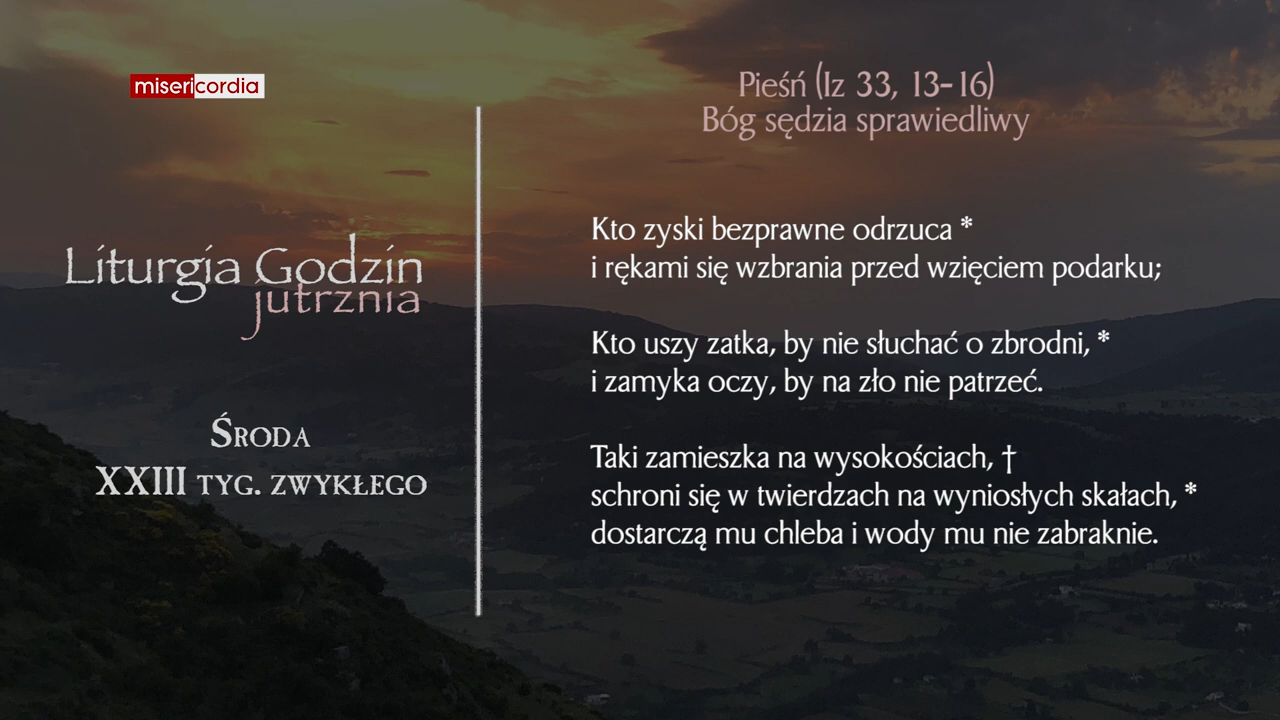 misericordia
Liturgia Godzin
jutrznia
Środa
XXIII tyg. zwykłego
Pieśń (Iz 33, 13-16)
Bóg sędzia sprawiedliwy
Kto zyski bezprawne odrzuca *
i rękami się wzbrania przed wzięciem podarku;
Kto uszy zatka, by nie słuchać o zbrodni, *
i zamyka oczy, by na zło nie patrzeć.
Taki zamieszka na wysokościach, †
schroni się w twierdzach na wyniosłych skałach, *
dostarczą mu chleba i wody mu nie zabraknie.